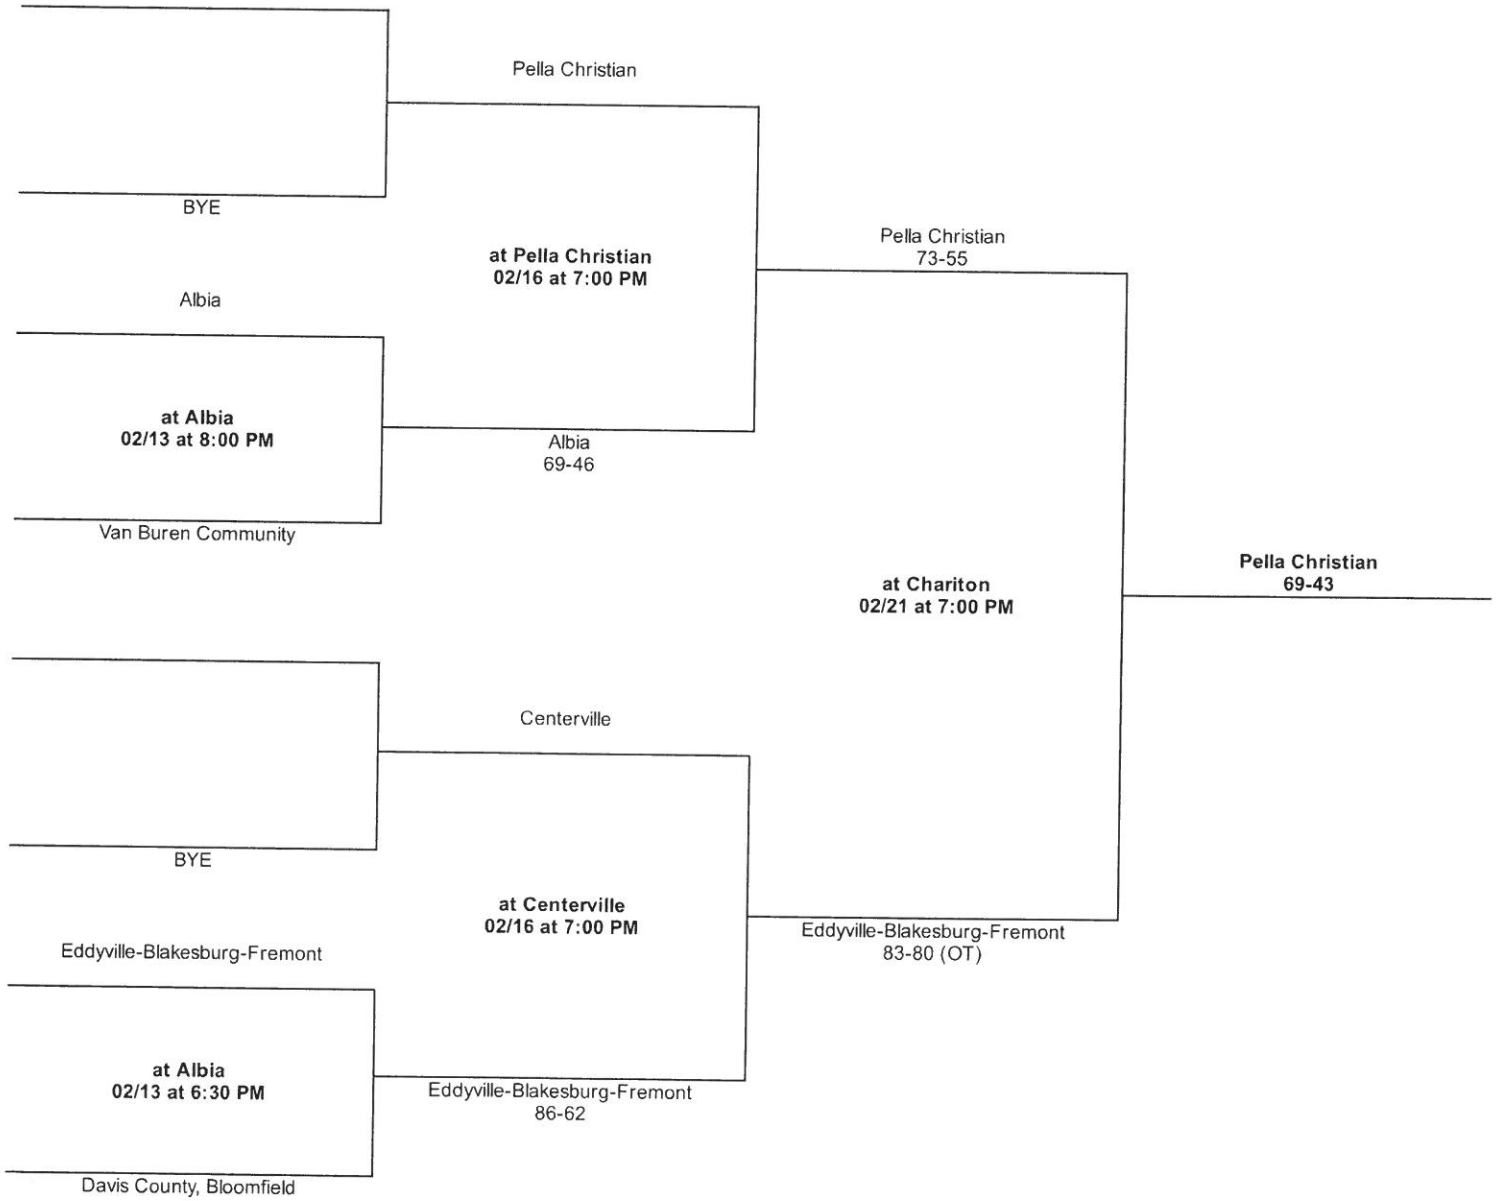 Pella Christian
BYE
at Pella Christian
02/16 at 7:00 PM
Pella Christian
73-55
Albia
at Albia
02/13 at 8:00 PM
Albia
69-46
Van Buren Community
at Chariton
02/21 at 7:00 PM
Pella Christian
69-43
Centerville
BYE
at Centerville
02/16 at 7:00 PM
Eddyville-Blakesburg-Fremont
83-80 (OT)
Eddyville-Blakesburg-Fremont
at Albia
02/13 at 6:30 PM
Eddyville-Blakesburg-Fremont
86-62
Davis County, Bloomfield